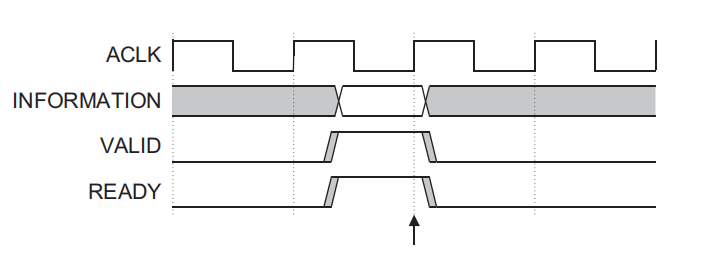 ACLK
INFORMATION
VALID
READY